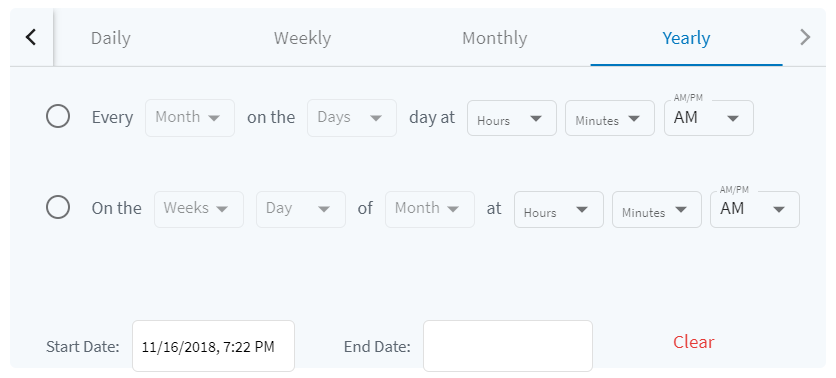 Daily Weekly Monthly Yearly
AM/PM
Every Month on the Days day at Hours Minutes AM
AM/PM
On the Weeks Day of Month at Hours Minutes AM
Start Date: 11/16/2018, 7:22 PM End Date: Clear